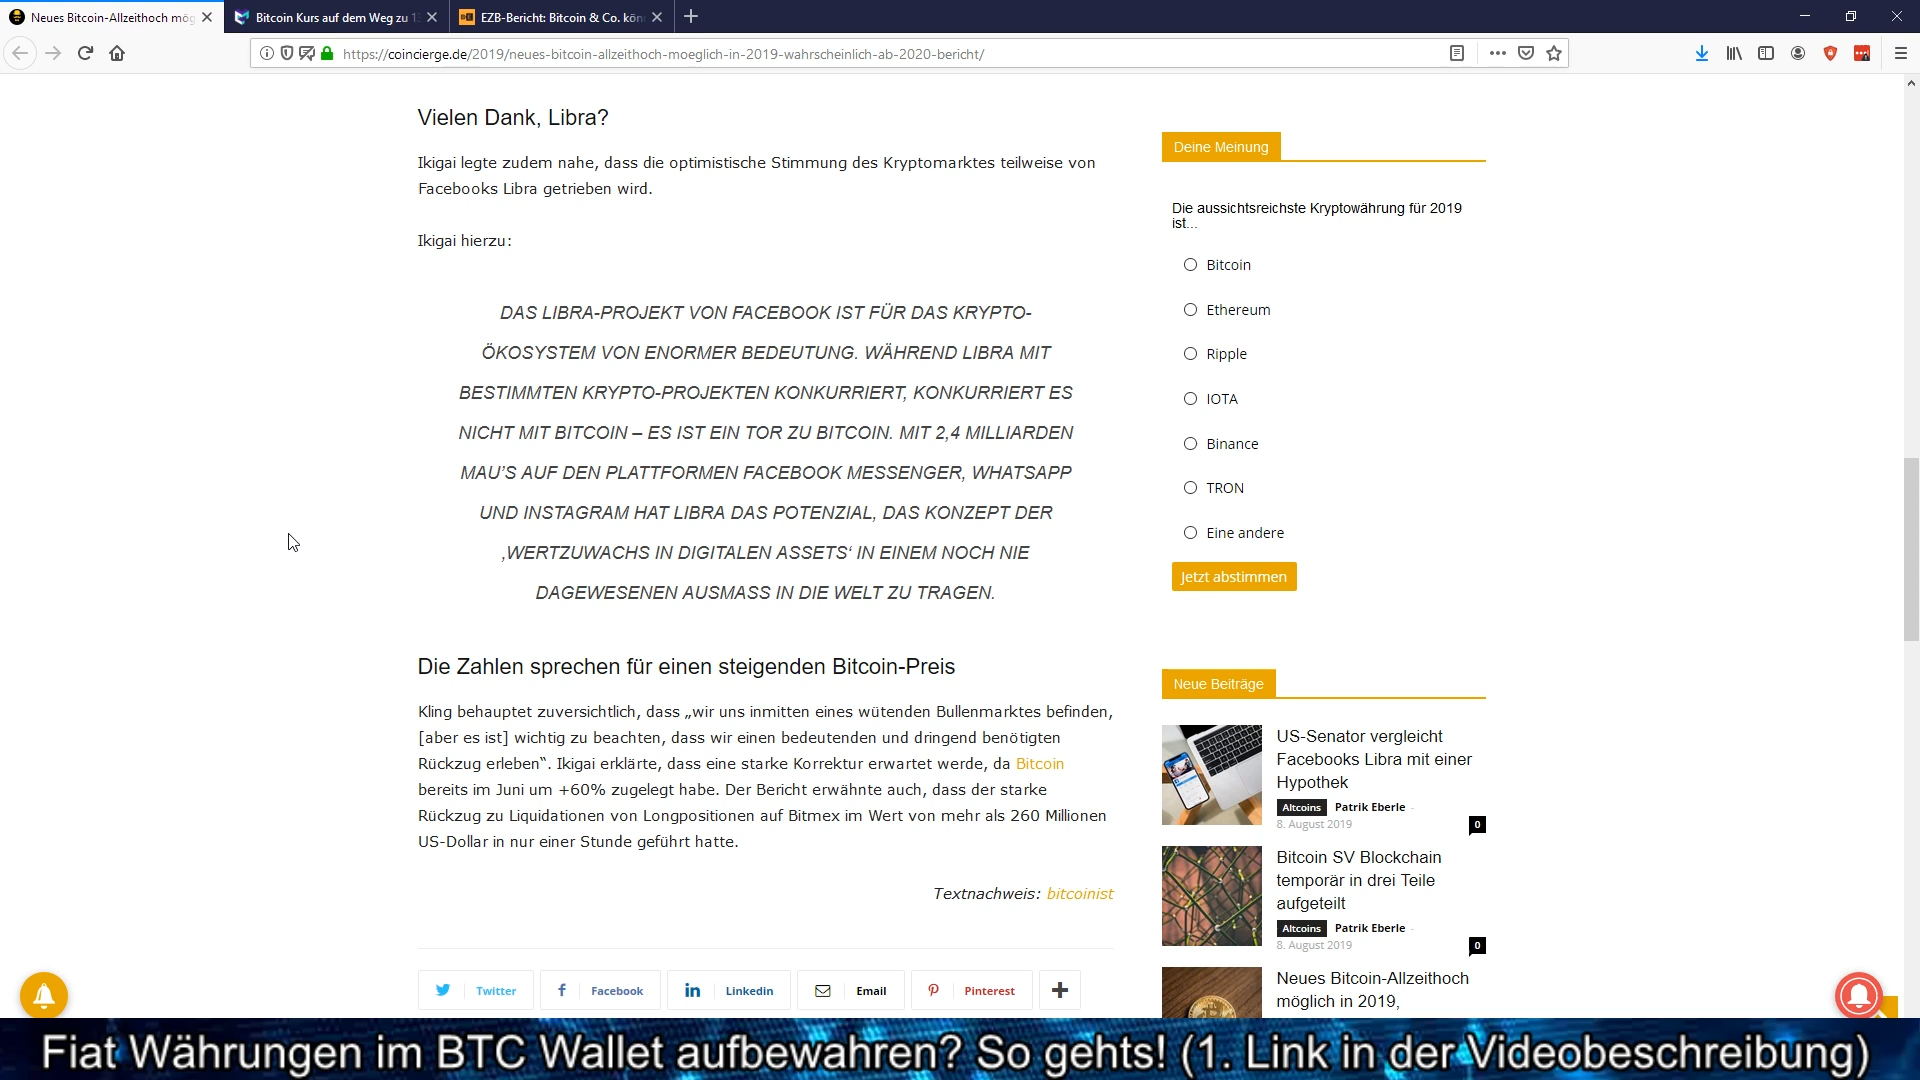 Neues Bitcoin-Allzeithoch mög
Bitcoin Kurs auf dem Weg zu
EZB-Bericht: Bitcoin & Co. kön
https://coincierge.de/2019/neues-bitcoin-allzeithoch-moeglich-in-2019-wahrscheinlich-ab-2020-bericht/
Vielen Dank, Libra?
Ikigai legte zudem nahe, dass die optimistische Stimmung des Kryptomarktes teilweise von
Facebooks Libra getrieben wird.
Ikigai hierzu:
DAS LIBRA-PROJEKT VON FACEBOOK IST FÜR DAS KRYPTO-
ÖKOSYSTEM VON ENORMER BEDEUTUNG. WÄHREND LIBRA MIT
BESTIMMTEN KRYPTO-PROJEKTEN KONKURRIERT, KONKURRIERT ES
NICHT MIT BITCOIN – ES IST EIN TOR ZU BITCOIN. MIT 2,4 MILLIARDEN
MAU’S AUF DEN PLATTFORMEN FACEBOOK MESSENGER, WHATSAPP
UND INSTAGRAM HAT LIBRA DAS POTENZIAL, DAS KONZEPT DER
‚WERTZUWACHS IN DIGITALEN ASSETS‘ IN EINEM NOCH NIE
DAGEWESENEN AUSMASS IN DIE WELT ZU TRAGEN.
Die Zahlen sprechen für einen steigenden Bitcoin-Preis
Kling behauptet zuversichtlich, dass „wir uns inmitten eines wütenden Bullenmarktes befinden,
[aber es ist] wichtig zu beachten, dass wir einen bedeutenden und dringend benötigten
Rückzug erleben“. Ikigai erklärte, dass eine starke Korrektur erwartet werde, da Bitcoin
bereits im Juni um +60% zugelegt habe. Der Bericht erwähnte auch, dass der starke
Rückzug zu Liquidationen von Longpositionen auf Bitmex im Wert von mehr als 260 Millionen
US-Dollar in nur einer Stunde geführt hatte.
Textnachweis: bitcoinist
Twitter
Facebook
Linkedin
Email
Pinterest
Deine Meinung
Die aussichtsreichste Kryptowährung für 2019
ist...
Bitcoin
Ethereum
Ripple
IOTA
Binance
TRON
Eine andere
Jetzt abstimmen
Neue Beiträge
US-Senator vergleicht
Facebooks Libra mit einer
Hypothek
Altcoins Patrik Eberle -
8. August 2019
0
Bitcoin SV Blockchain
temporär in drei Teile
aufgeteilt
Altcoins Patrik Eberle -
8. August 2019
0
Neues Bitcoin-Allzeithoch
möglich in 2019,
Fiat Währungen im BTC Wallet aufbewahren? So gehts! (1. Link in der Videobeschreibung)